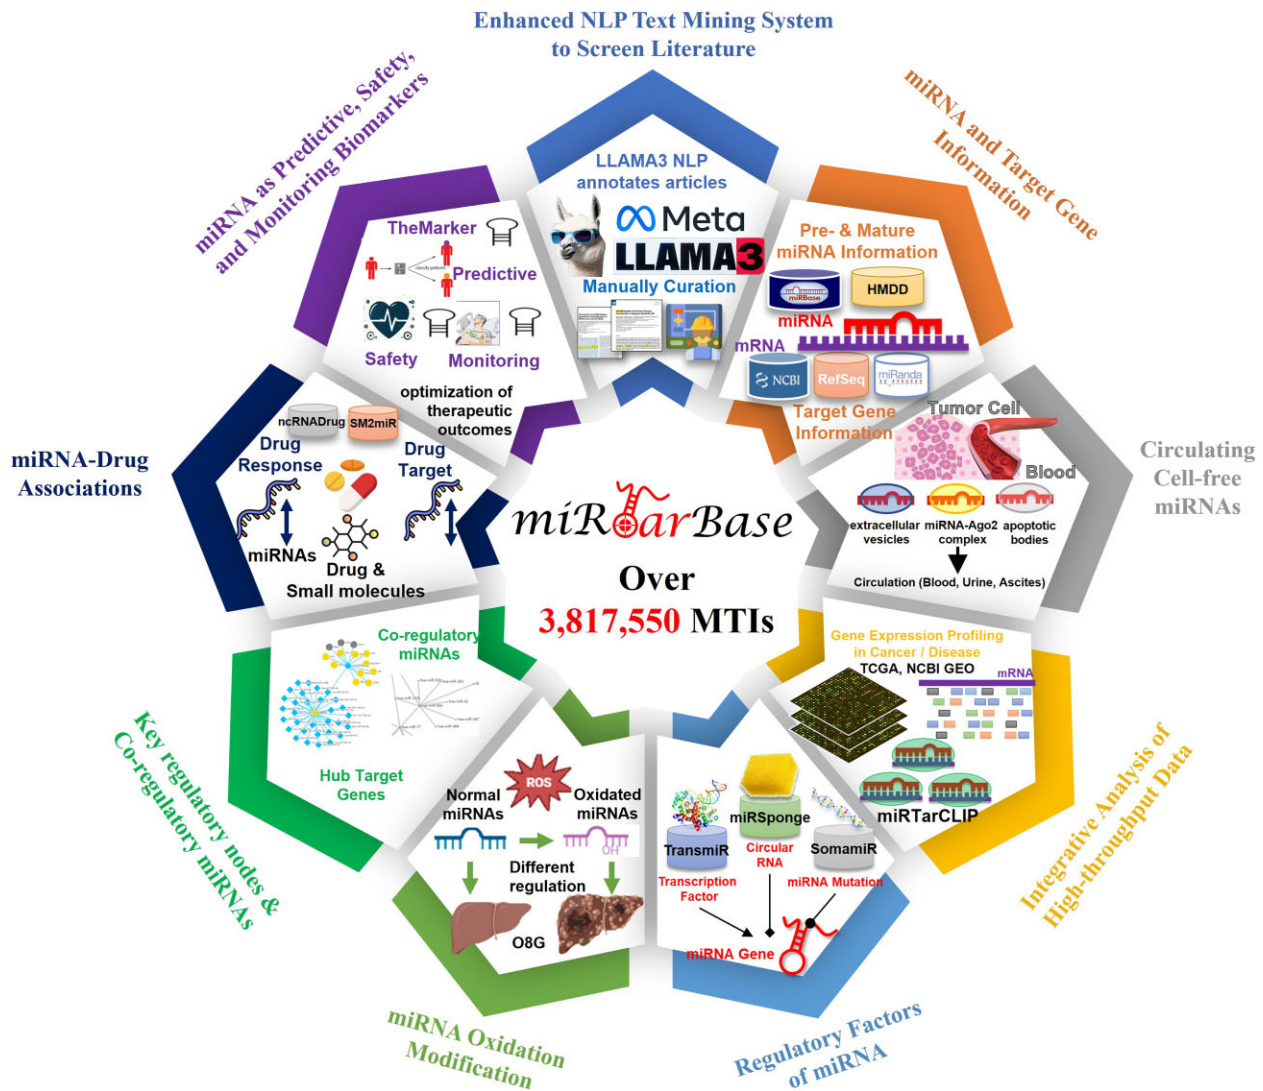 Enhanced NLP Text Mining System
to Screen Literature
LLAMA3 NLP
annotates articles
Meta
LLAMA3
Manually Curation
miRNA and Target Gene
Information
Pre- & Mature
miRNA Information
miRBase
HMDD
miRNA
mRNA
NCBI
RefSeq
miRanda
Target Gene
Information
Circulating
Cell-free
miRNAs
Tumor Cell
Blood
extracellular
vesicles
miRNA-Ago2
complex
apoptotic
bodies
Circulation (Blood, Urine, Ascites)
Integrative Analysis of
High-throughput Data
Gene Expression Profiling
in Cancer / Disease
TCGA, NCBI GEO
mRNA
miRTarCLIP
Regulatory Factors
of miRNA
TransmiR
miRSponge
SomamiR
Transcription
Factor
Circular
RNA
miRNA Mutation
miRNA Gene
miRNA Oxidation
Modification
ROS
Normal
miRNAs
Oxidated
miRNAs
OH
Different
regulation
O8G
Key regulatory nodes &
Co-regulatory miRNAs
Co-regulatory
miRNAs
Hub Target
Genes
miRNA-Drug
Associations
ncRNADrug
SM2miR
Drug
Response
Drug
Target
miRNAs
Drug &
Small molecules
miRNA as Predictive, Safety,
and Monitoring Biomarkers
TheMarker
classify patients
Predictive
Safety
Monitoring
optimization of
therapeutic
outcomes
miRTarBase
Over
3,817,550 MTIs